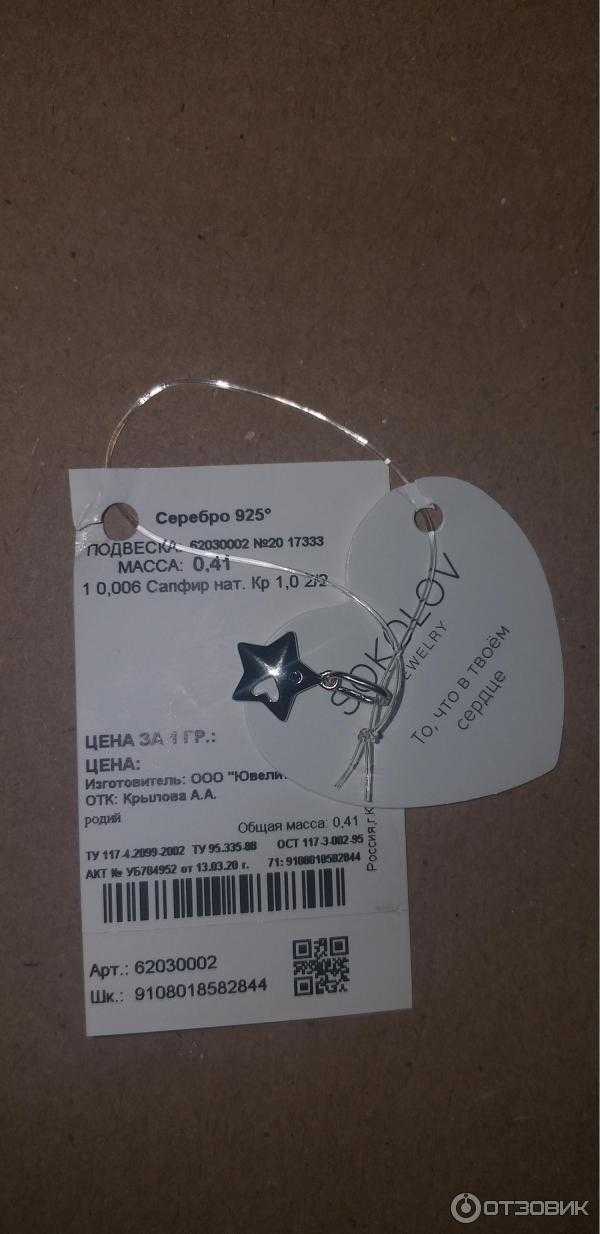 Серебро 925°
ПОДВЕСКА: 62030002 №20 17333
МАССА: 0,41
1 0,006 Сапфир нат. Кр 1,0 2/2
ЦЕНА ЗА 1 ГР.:
ЦЕНА:
Изготовитель: ООО "Ювели
ОТК: Крылова А.А.
родий
Общая масса: 0,41
ТУ 117-4.2099-2002 ТУ 95.335-88 ОСТ 117-3-002-95
АКТ № УБ784952 от 13.03.20 г. 71: 9108018582844
Россия,г К
Арт.: 62030002
Шк.: 9108018582844
SOKOLOV
JEWELRY
То, что в твоём
сердце
ОТЗОВИК